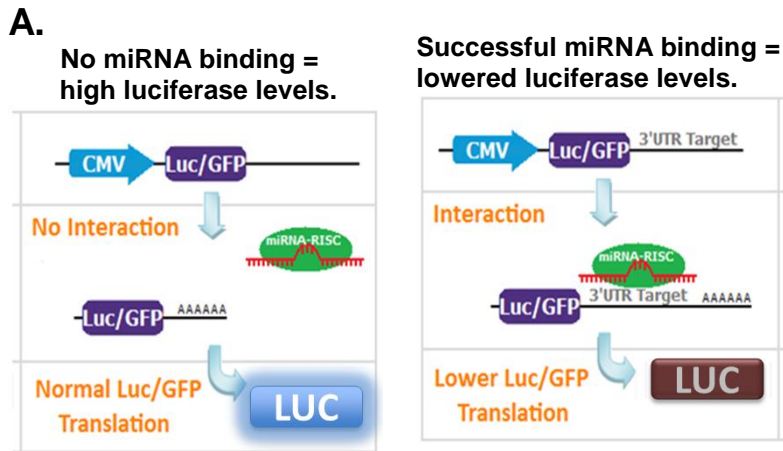 A.
No miRNA binding =
high luciferase levels.
CMV
Luc/GFP
No Interaction
miRNA-RISC
Luc/GFP
AAAAAA
Normal Luc/GFP
Translation
LUC
Successful miRNA binding =
lowered luciferase levels.
CMV
Luc/GFP
3'UTR Target
Interaction
miRNA-RISC
Luc/GFP
3'UTR Target
AAAAAA
Lower Luc/GFP
Translation
LUC